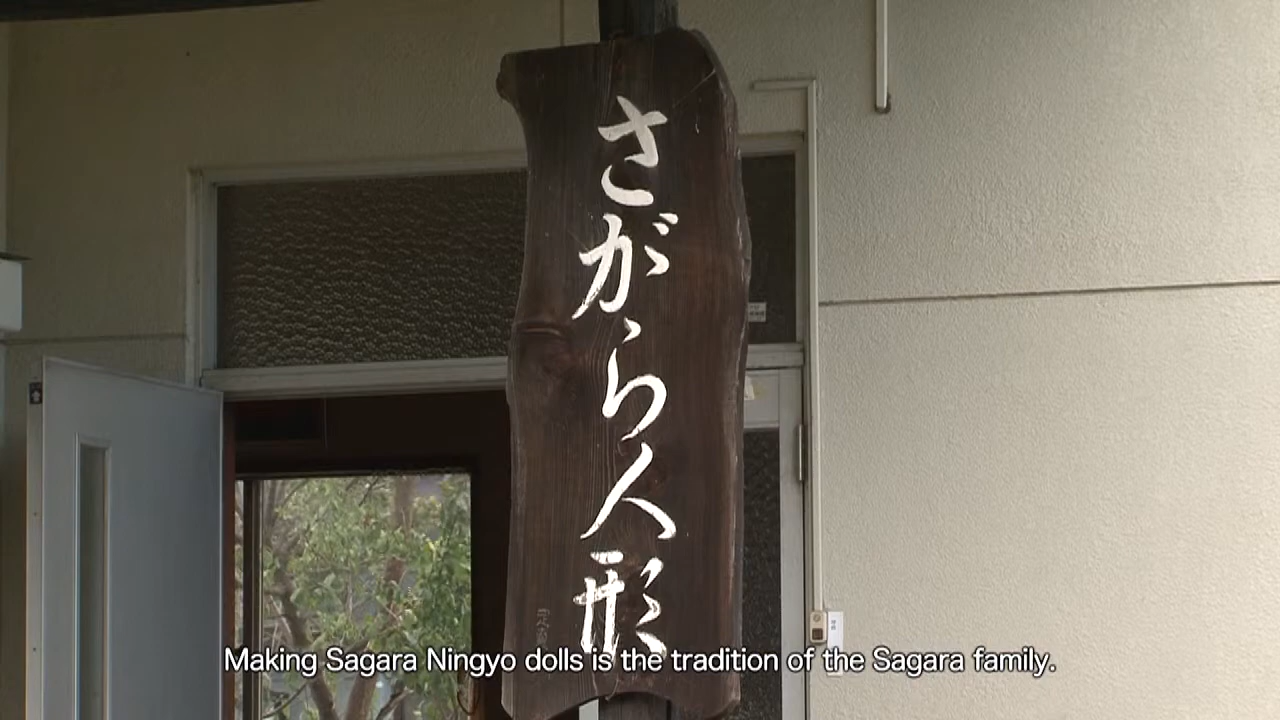 さがら人形
Making Sagara Ningyo dolls is the tradition of the Sagara family.